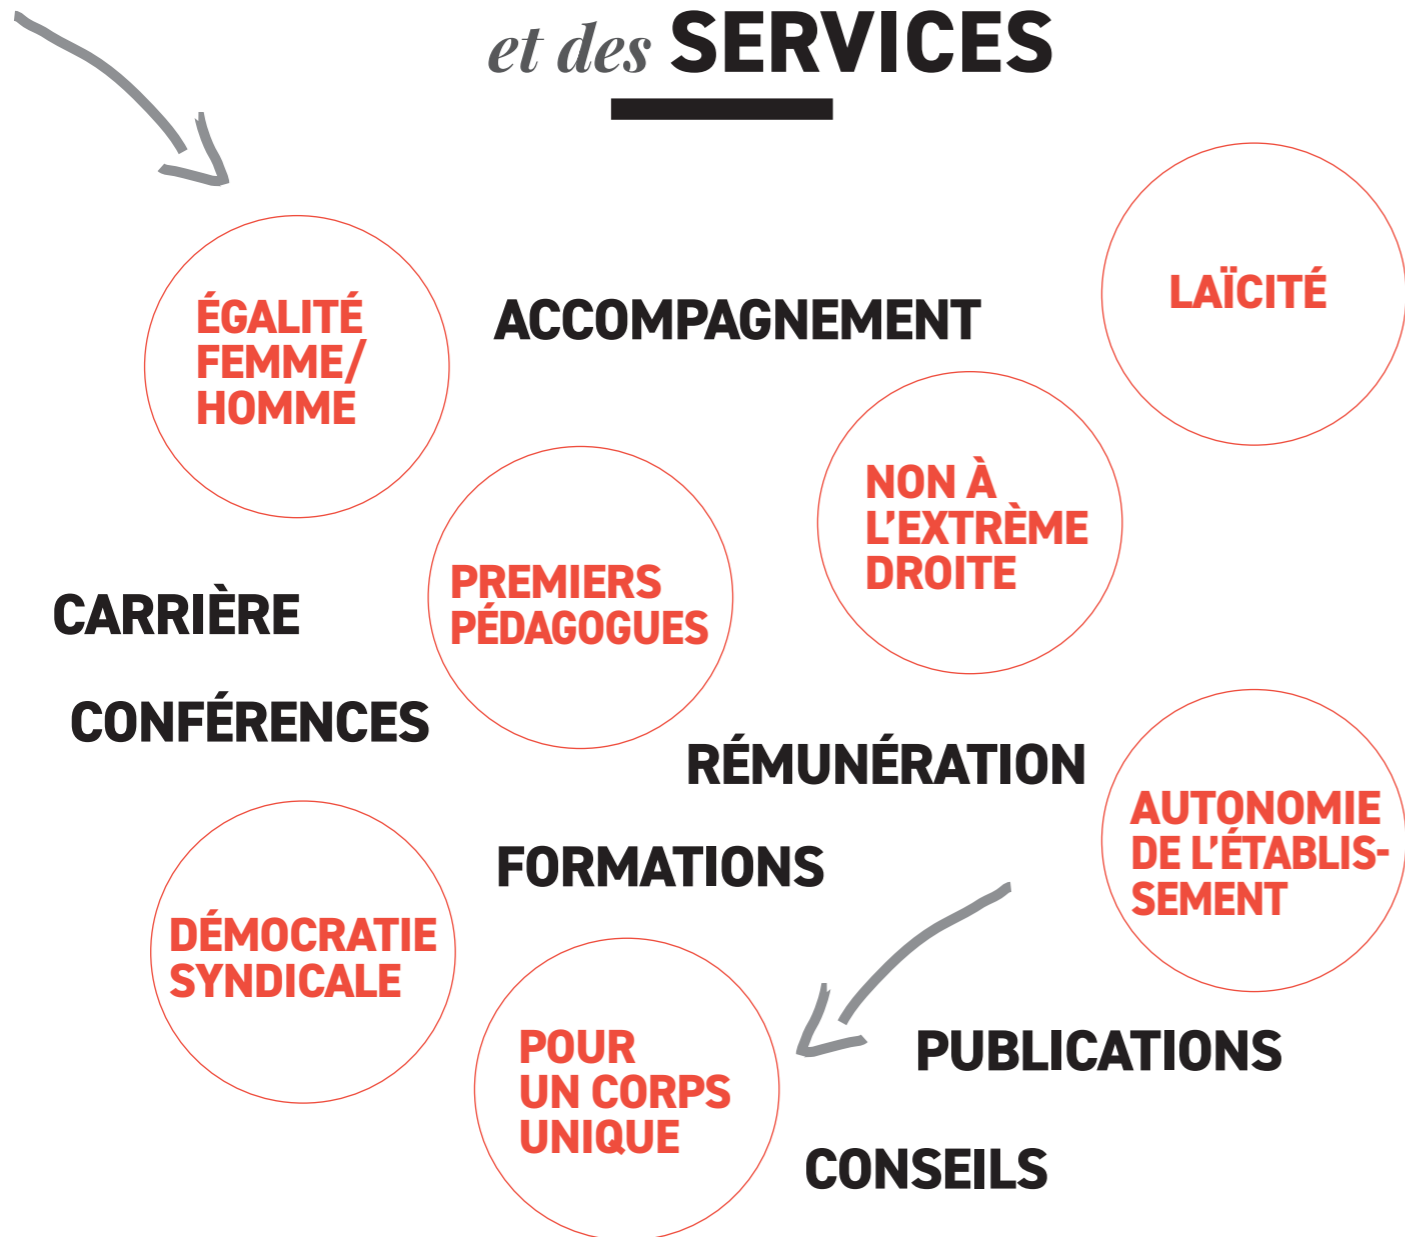 et des SERVICES
LAÏCITÉ
ÉGALITÉ
FEMME/
HOMME
ACCOMPAGNEMENT
NON À
L’EXTRÈME
DROITE
PREMIERS
PÉDAGOGUES
CARRIÈRE
CONFÉRENCES
RÉMUNÉRATION
AUTONOMIE
DE L’ÉTABLIS-
SEMENT
FORMATIONS
DÉMOCRATIE
SYNDICALE
POUR
UN CORPS
UNIQUE
PUBLICATIONS
CONSEILS